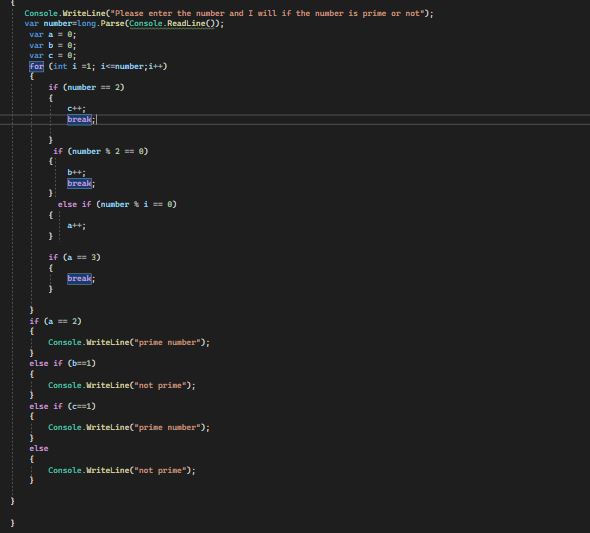 {
Console.WriteLine("Please enter the number and I will if the number is prime or not");
var number=long.Parse(Console.ReadLine());
var a = 0;
var b = 0;
var c = 0;
for (int i =1; i<=number;i++)
{
if (number == 2)
{
c++;
break;
}
if (number % 2 == 0)
{
b++;
break;
}
else if (number % i == 0)
{
a++;
}
if (a == 3)
{
break;
}
}
if (a == 2)
{
Console.WriteLine("prime number");
}
else if (b==1)
{
Console.WriteLine("not prime");
}
else if (c==1)
{
Console.WriteLine("prime number");
}
else
{
Console.WriteLine("not prime");
}
}
}